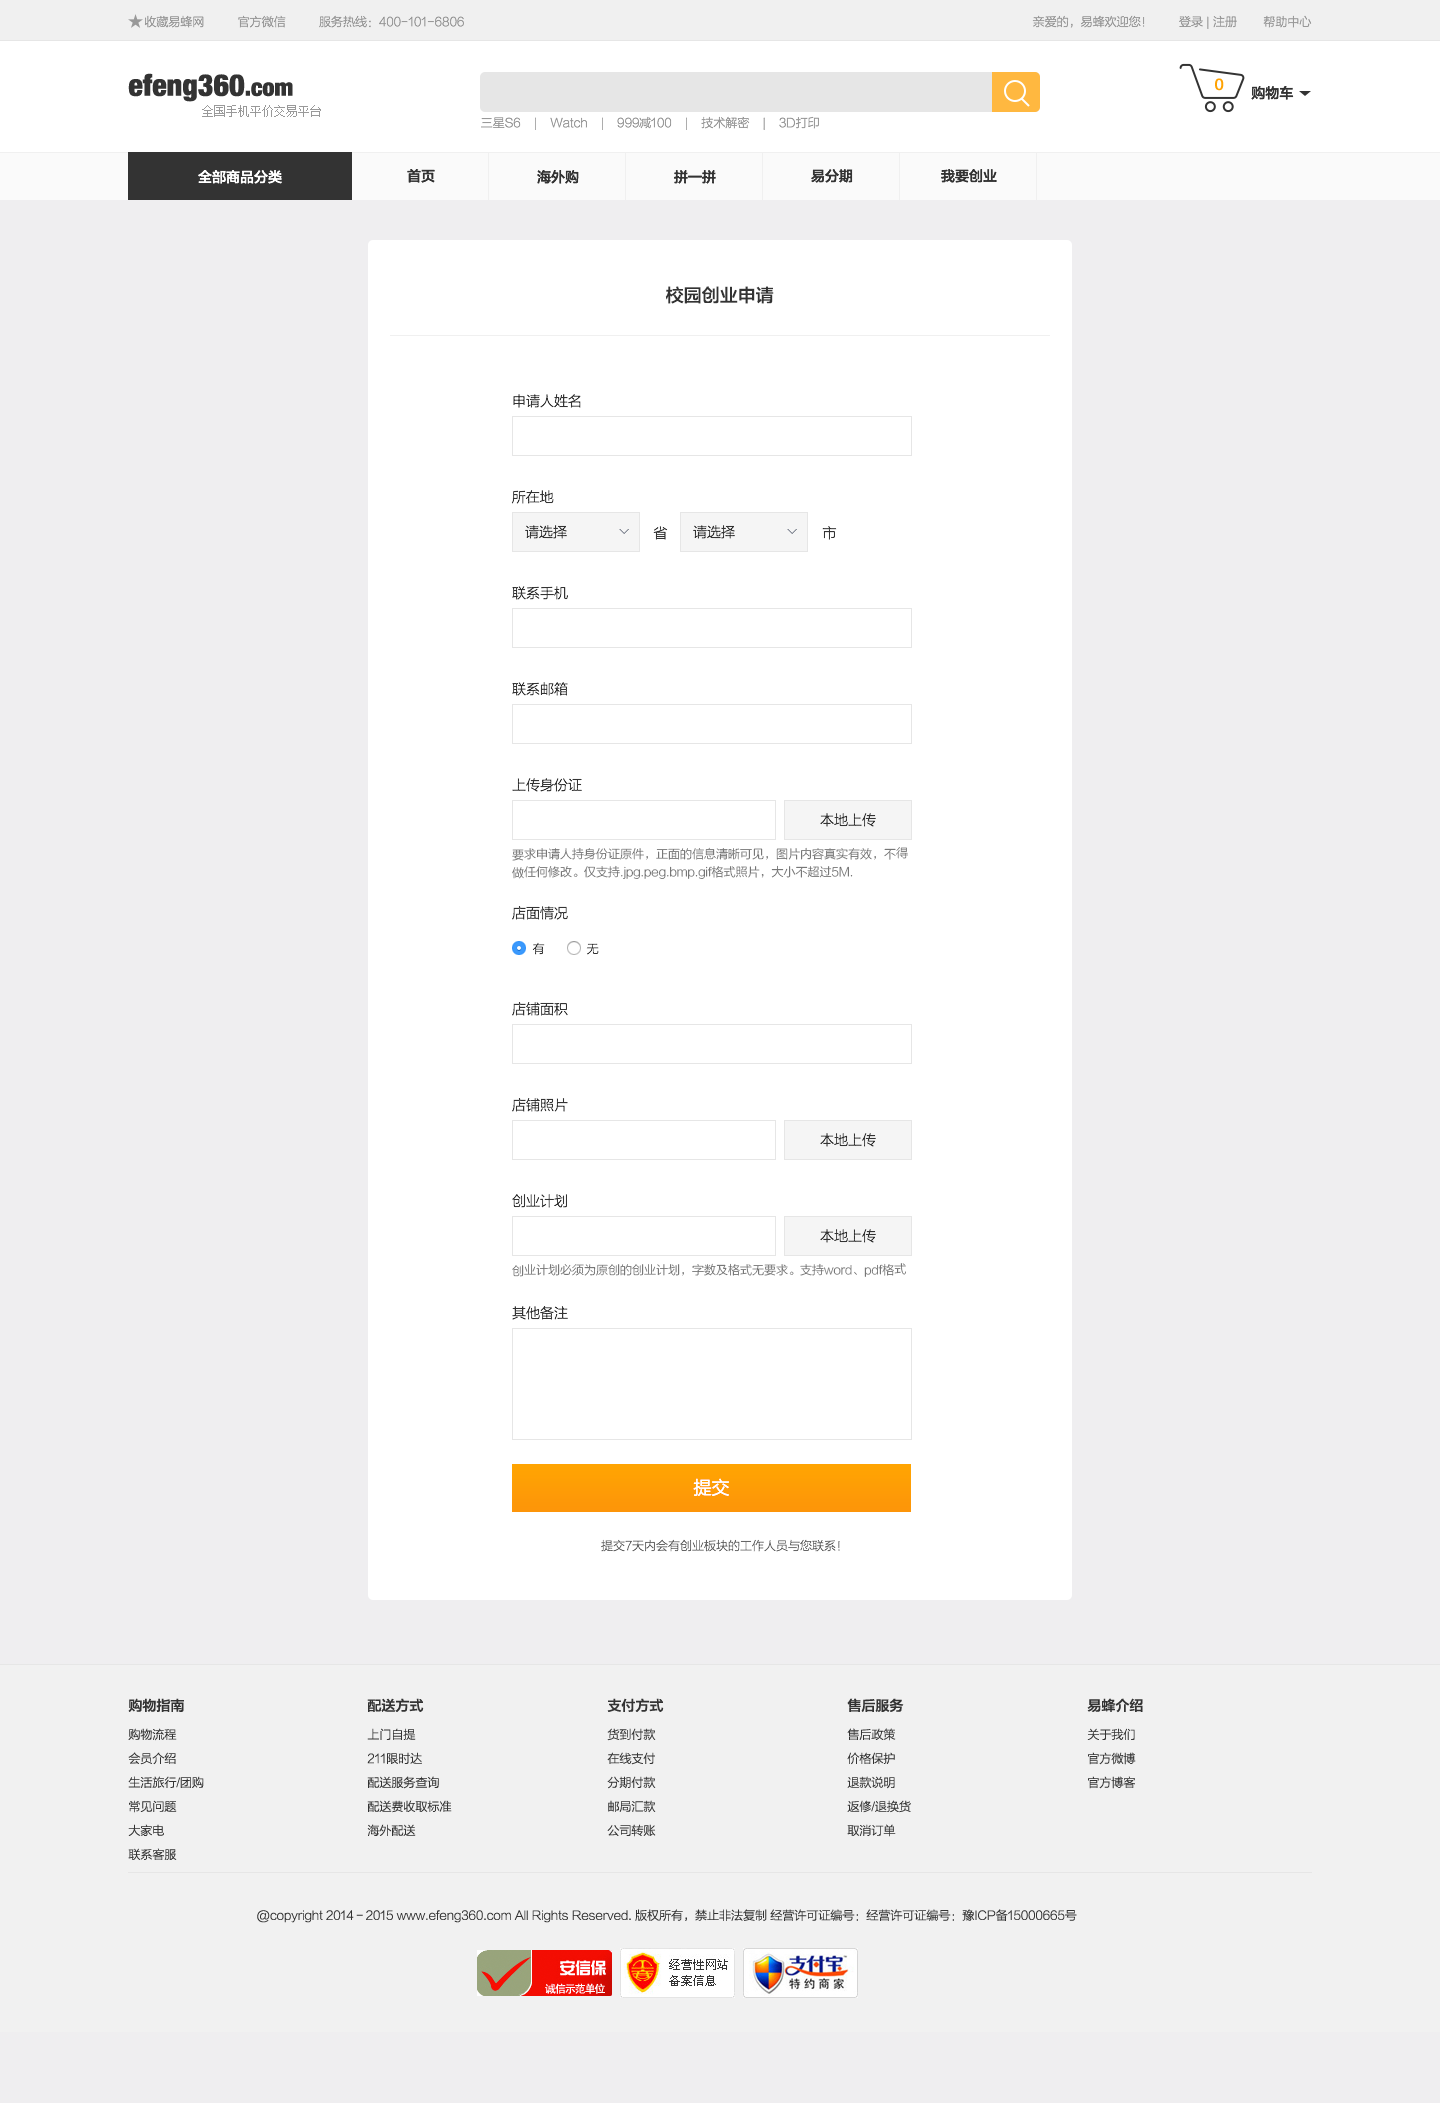 ★收藏易蜂网 官方微信 服务热线：400-101-6806 亲爱的，易蜂欢迎您！ 登录 | 注册 帮助中心
efeng360.com
全国手机平价交易平台
0 购物车
三星S6 | Watch | 999减100 | 技术解密 | 3D打印
全部商品分类 首页 海外购 拼一拼 易分期 我要创业
校园创业申请
申请人姓名
所在地
请选择 省 请选择 市
联系手机
联系邮箱
上传身份证
本地上传
要求申请人持身份证原件，正面的信息清晰可见，图片内容真实有效，不得
做任何修改。仅支持.jpg.peg.bmp.gif格式照片，大小不超过5M.
店面情况
有 无
店铺面积
店铺照片
本地上传
创业计划
本地上传
创业计划必须为原创的创业计划，字数及格式无要求。支持word、pdf格式
其他备注
提交
提交7天内会有创业板块的工作人员与您联系！
购物指南 配送方式 支付方式 售后服务 易蜂介绍
购物流程 上门自提 货到付款 售后政策 关于我们
会员介绍 211限时达 在线支付 价格保护 官方微博
生活旅行/团购 配送服务查询 分期付款 退款说明 官方博客
常见问题 配送费收取标准 邮局汇款 返修/退换货
大家电 海外配送 公司转账 取消订单
联系客服
@copyright 2014 - 2015 www.efeng360.com All Rights Reserved. 版权所有，禁止非法复制 经营许可证编号：经营许可证编号：豫ICP备15000665号
安信保 经营性网站 支付宝
诚信示范单位 备案信息 特约商家